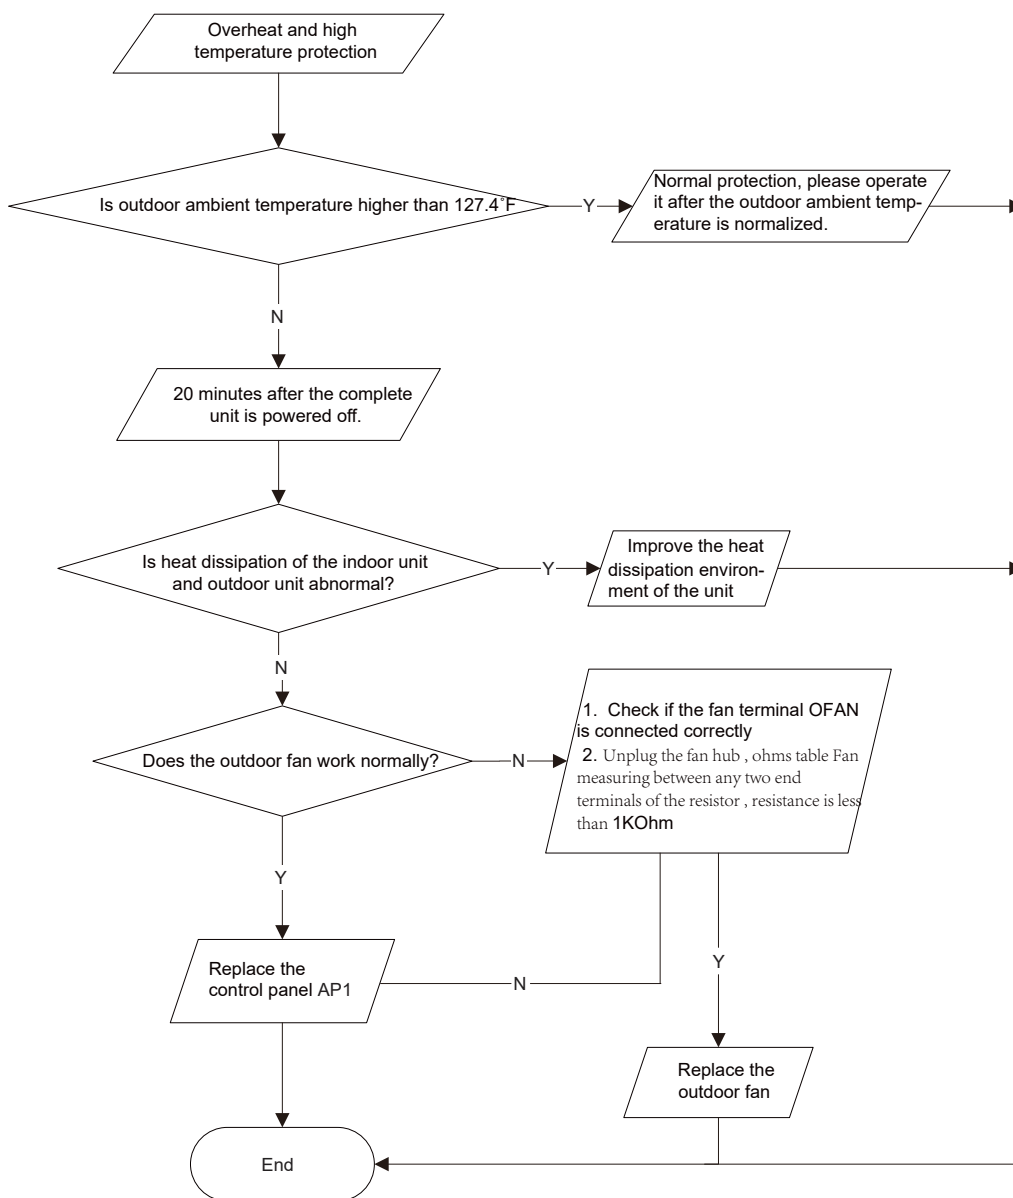 Overheat and high
temperature protection
Is outdoor ambient temperature higher than 127.4°F
Y
Normal protection, please operate
it after the outdoor ambient temp-
erature is normalized.
N
20 minutes after the complete
unit is powered off.
Is heat dissipation of the indoor unit
and outdoor unit abnormal?
Y
Improve the heat
dissipation environ-
ment of the unit
N
Does the outdoor fan work normally?
N
1. Check if the fan terminal OFAN
is connected correctly
2. Unplug the fan hub , ohms table Fan
measuring between any two end
terminals of the resistor , resistance is less
than 1KOhm
Y
Replace the
control panel AP1
N
Y
Replace the
outdoor fan
End